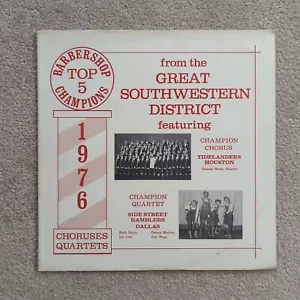 BARBERSHOP
TOP
5
CHAMPIONS
1976
CHORUSES
QUARTETS
from the
GREAT
SOUTHWESTERN
DISTRICT
featuring
CHAMPION
CHORUS
TIDELANDERS
HOUSTON
CHAMPION
QUARTET
SIDE STREET
RAMBLERS
DALLAS